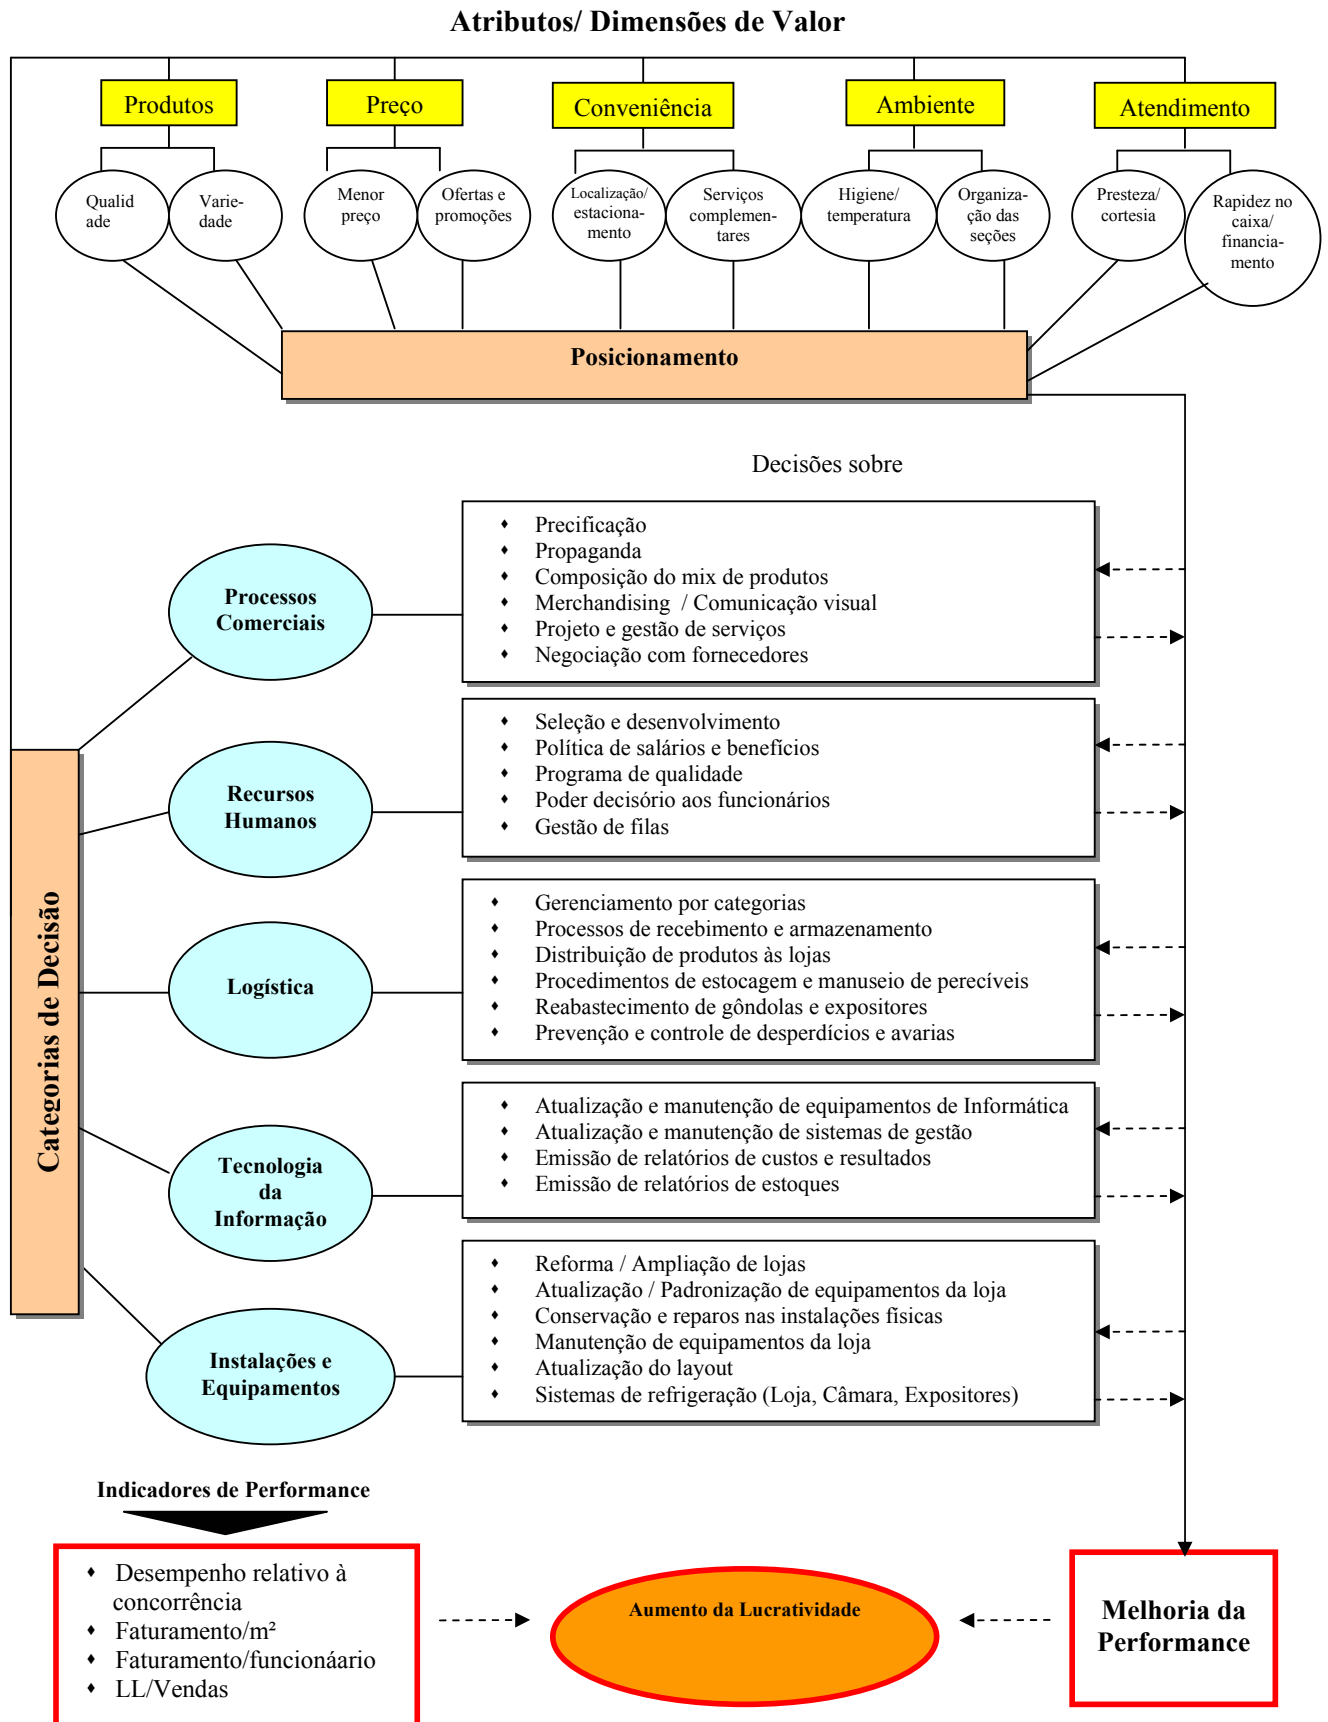 Atributos/ Dimensões de Valor
Produtos
Preço
Conveniência
Ambiente
Atendimento
Qualid
ade
Varie-
dade
Menor
preço
Ofertas e
promoções
Localização/
estaciona-
mento
Serviços
complemen-
tares
Higiene/
temperatura
Organiza-
ção das
seções
Presteza/
cortesia
Rapidez no
caixa/
financia-
mento
Posicionamento
Decisões sobre
Categorias de Decisão
Processos
Comerciais
♦ Precificação
♦ Propaganda
♦ Composição do mix de produtos
♦ Merchandising / Comunicação visual
♦ Projeto e gestão de serviços
♦ Negociação com fornecedores
Recursos
Humanos
♦ Seleção e desenvolvimento
♦ Política de salários e benefícios
♦ Programa de qualidade
♦ Poder decisório aos funcionários
♦ Gestão de filas
Logística
♦ Gerenciamento por categorias
♦ Processos de recebimento e armazenamento
♦ Distribuição de produtos às lojas
♦ Procedimentos de estocagem e manuseio de perecíveis
♦ Reabastecimento de gôndolas e expositores
♦ Prevenção e controle de desperdícios e avarias
Tecnologia
da
Informação
♦ Atualização e manutenção de equipamentos de Informática
♦ Atualização e manutenção de sistemas de gestão
♦ Emissão de relatórios de custos e resultados
♦ Emissão de relatórios de estoques
Instalações e
Equipamentos
♦ Reforma / Ampliação de lojas
♦ Atualização / Padronização de equipamentos da loja
♦ Conservação e reparos nas instalações físicas
♦ Manutenção de equipamentos da loja
♦ Atualização do layout
♦ Sistemas de refrigeração (Loja, Câmara, Expositores)
Indicadores de Performance
♦ Desempenho relativo à
concorrência
♦ Faturamento/m²
♦ Faturamento/funcionáario
♦ LL/Vendas
Aumento da Lucratividade
Melhoria da
Performance